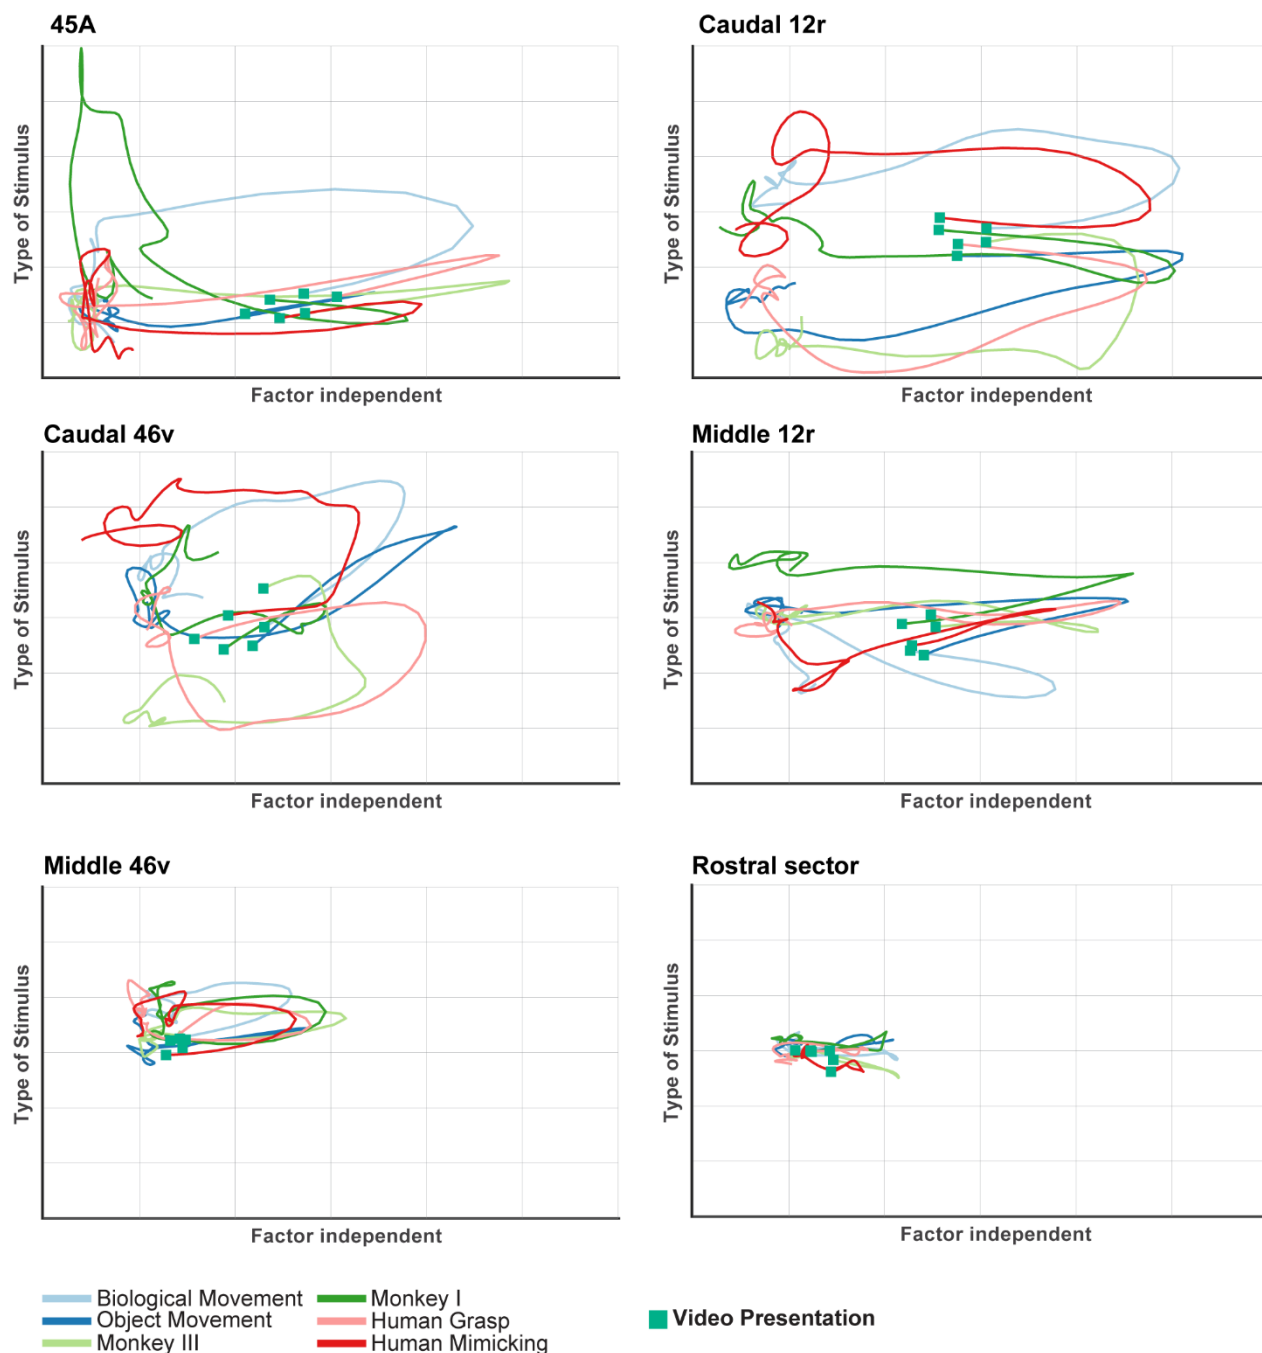 45A
Caudal 12r
Type of Stimulus
Type of Stimulus
Factor independent
Factor independent
Caudal 46v
Middle 12r
Type of Stimulus
Type of Stimulus
Factor independent
Factor independent
Middle 46v
Rostral sector
Type of Stimulus
Type of Stimulus
Factor independent
Factor independent
Biological Movement
Monkey I
Object Movement
Human Grasp
Monkey III
Human Mimicking
Video Presentation